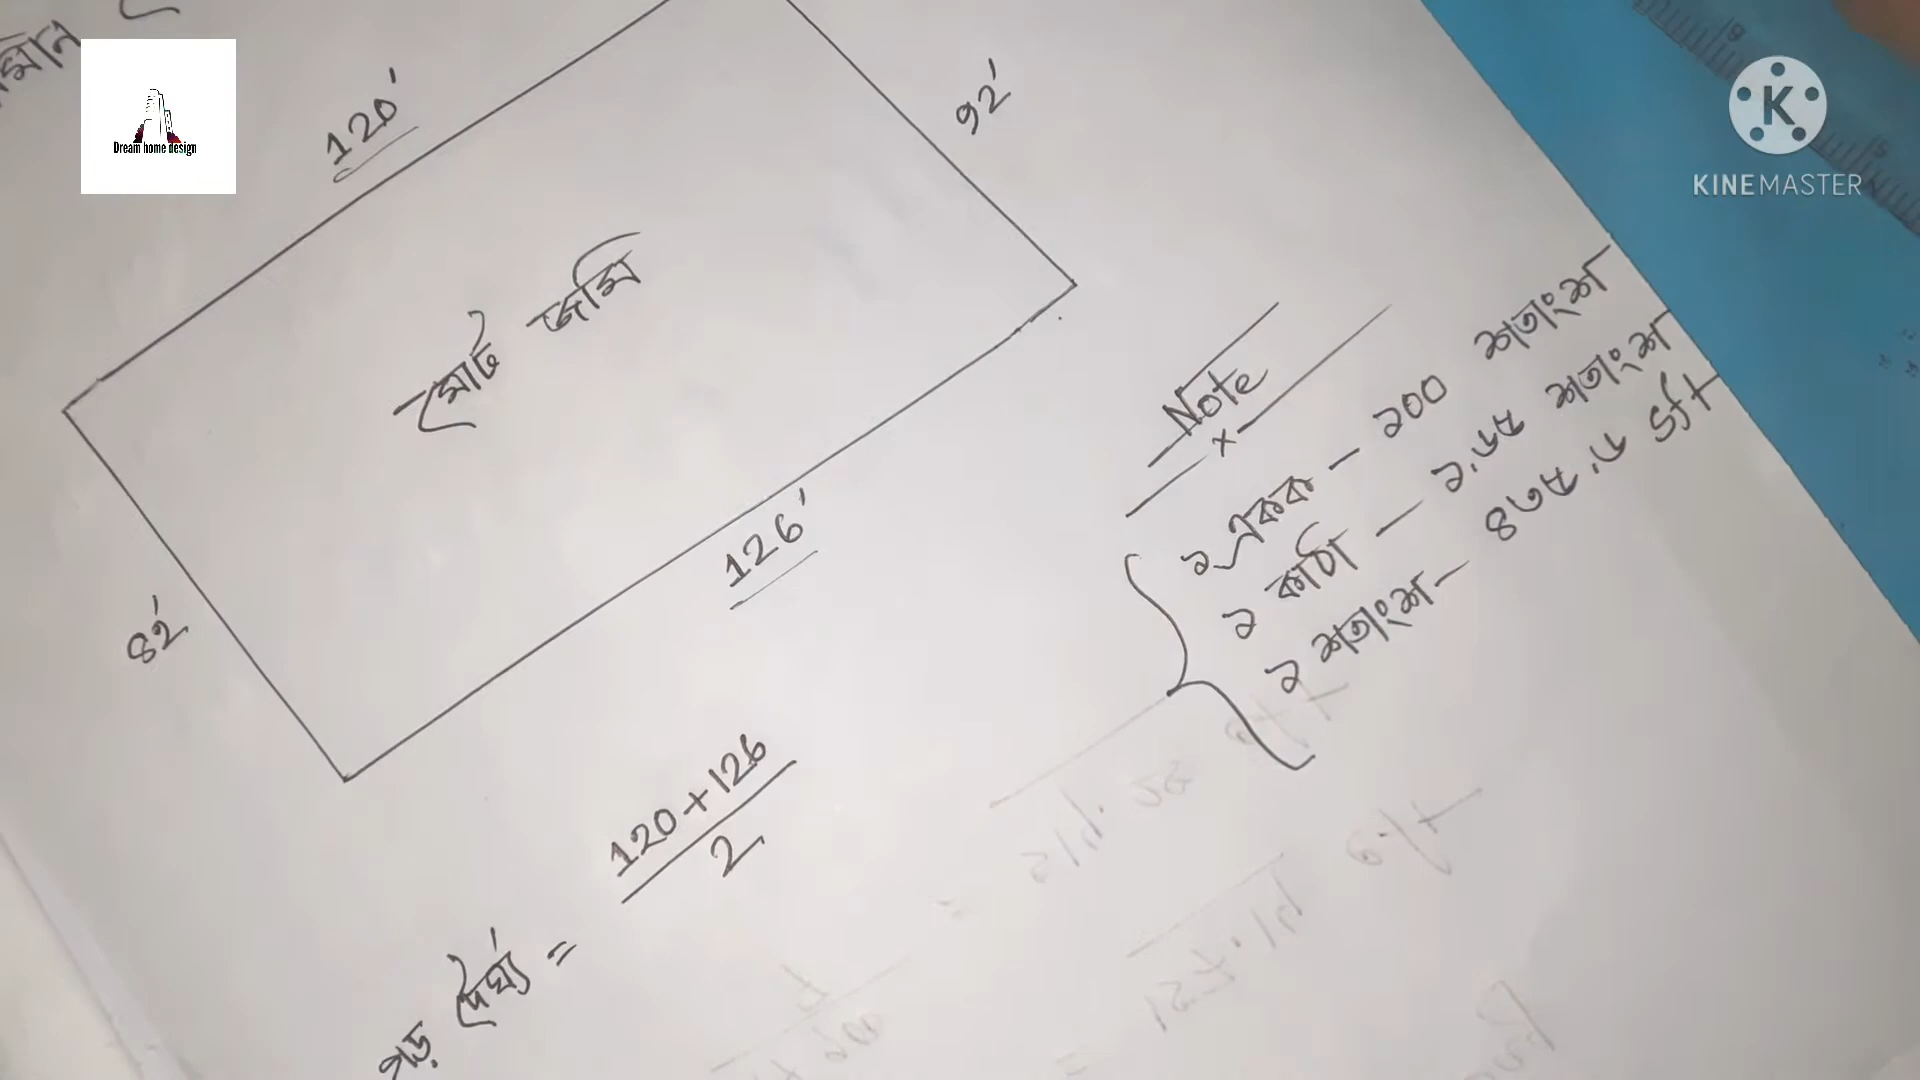 Dream home design
KINEMASTER
120'
92'
মোট জমি
126'
82'
Note
১ একক — ১০০ শতাংশ
১ কাঠা — ১.৬৫ শতাংশ
১ শতাংশ — ৪৩৫.৬ sft
120+126
2
গড় দৈর্ঘ্য =